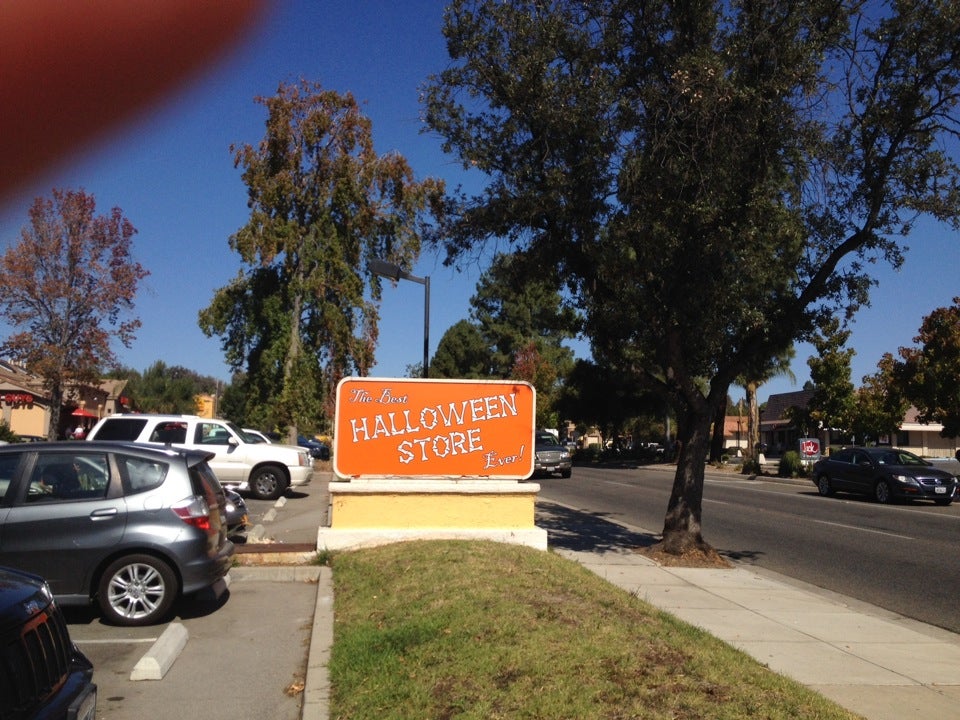 The Best
HALLOWEEN
STORE
Ever!